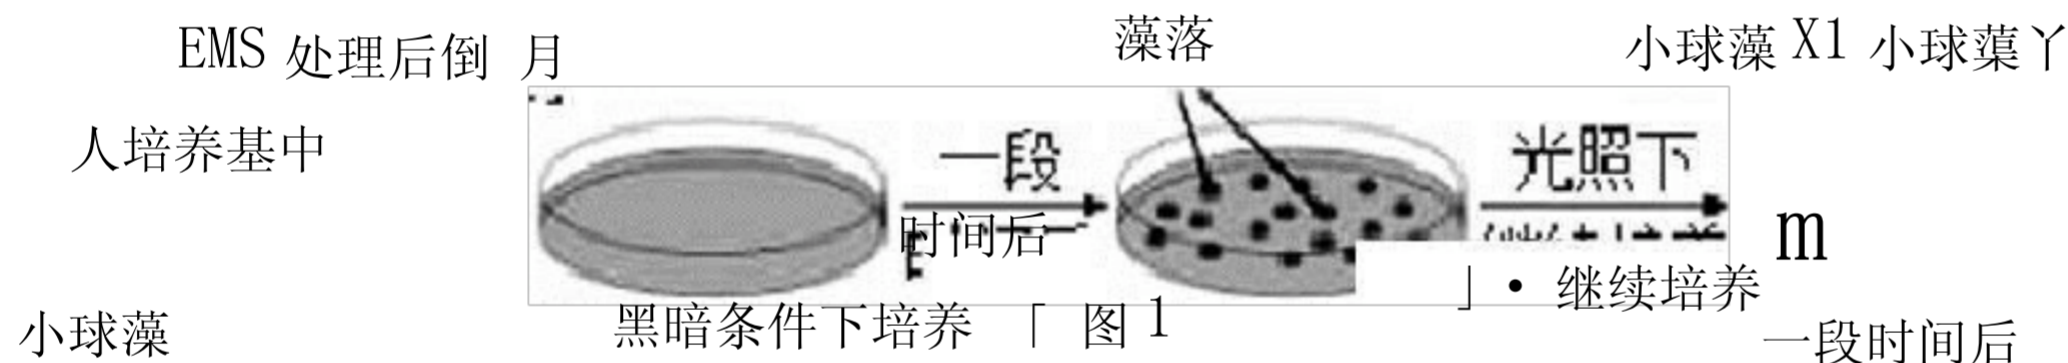 EMS 处理后倒 月
藻落
小球藻 X1 小球蕖丫
人培养基中
一段
光照下
时间后
m
」• 继续培养
小球藻
黑暗条件下培养 「 图 1
一段时间后